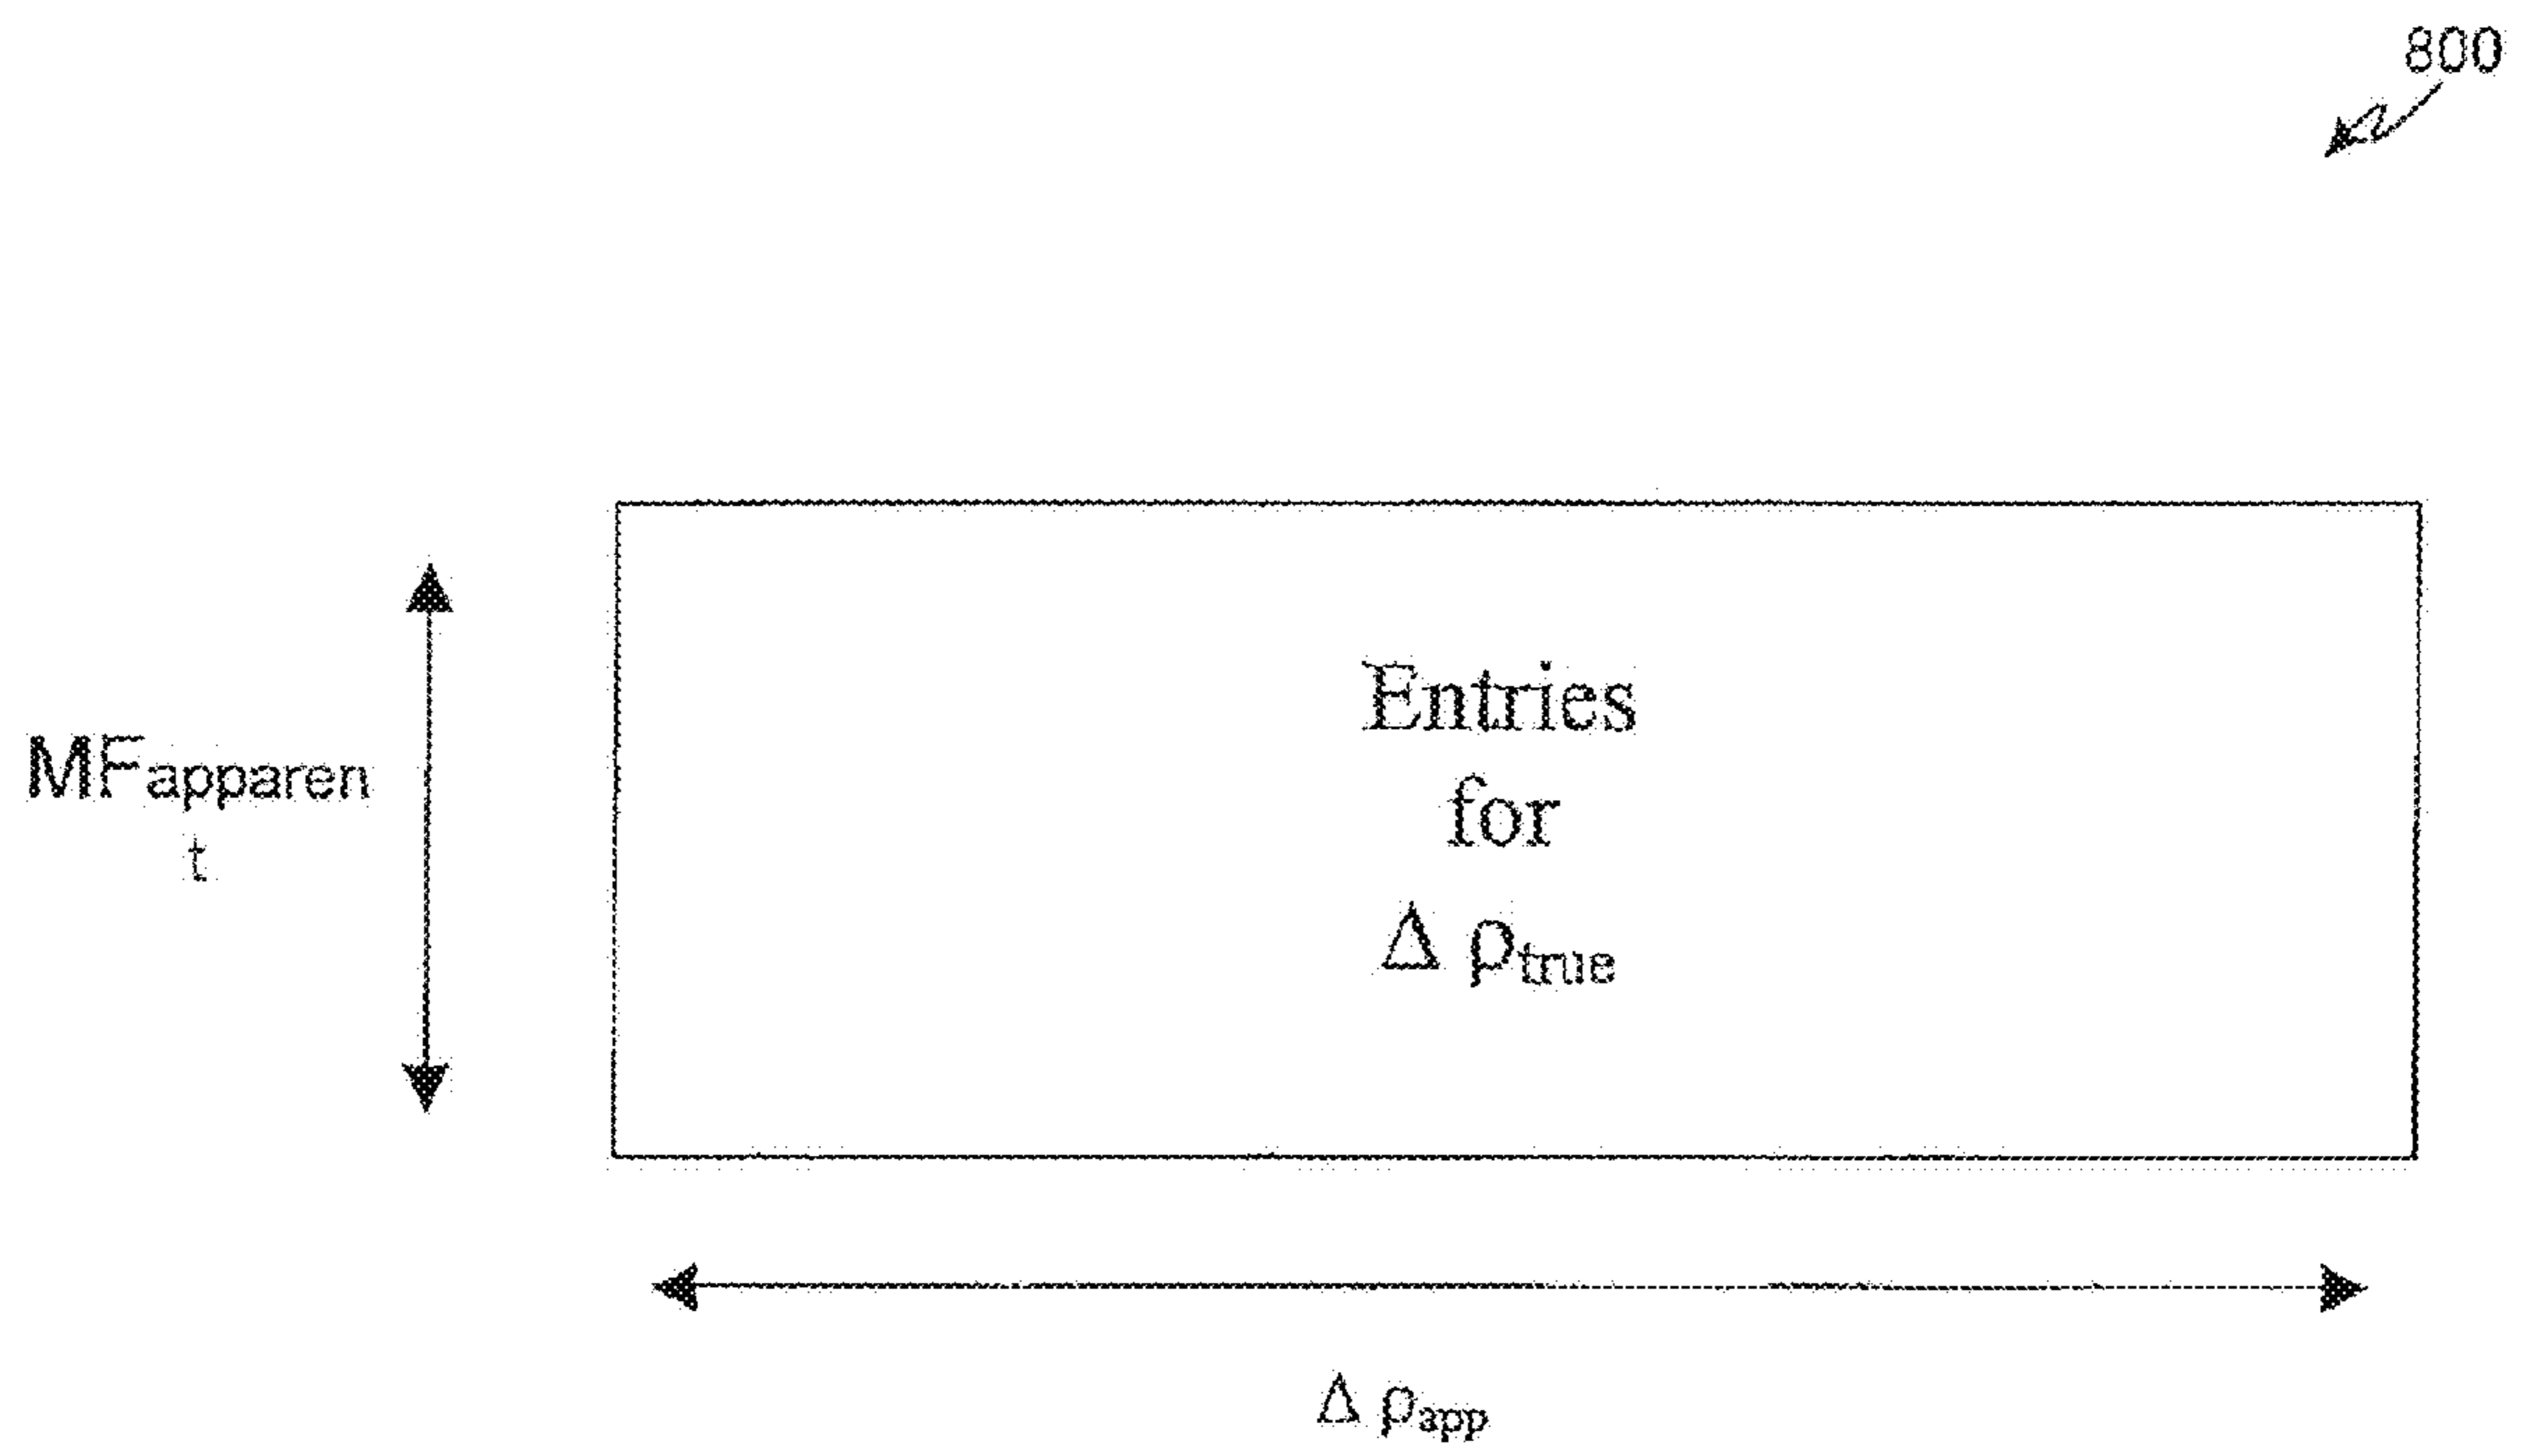 800
Entries
for
Δ ρtrue
MFapparen
t
Δ ρapp